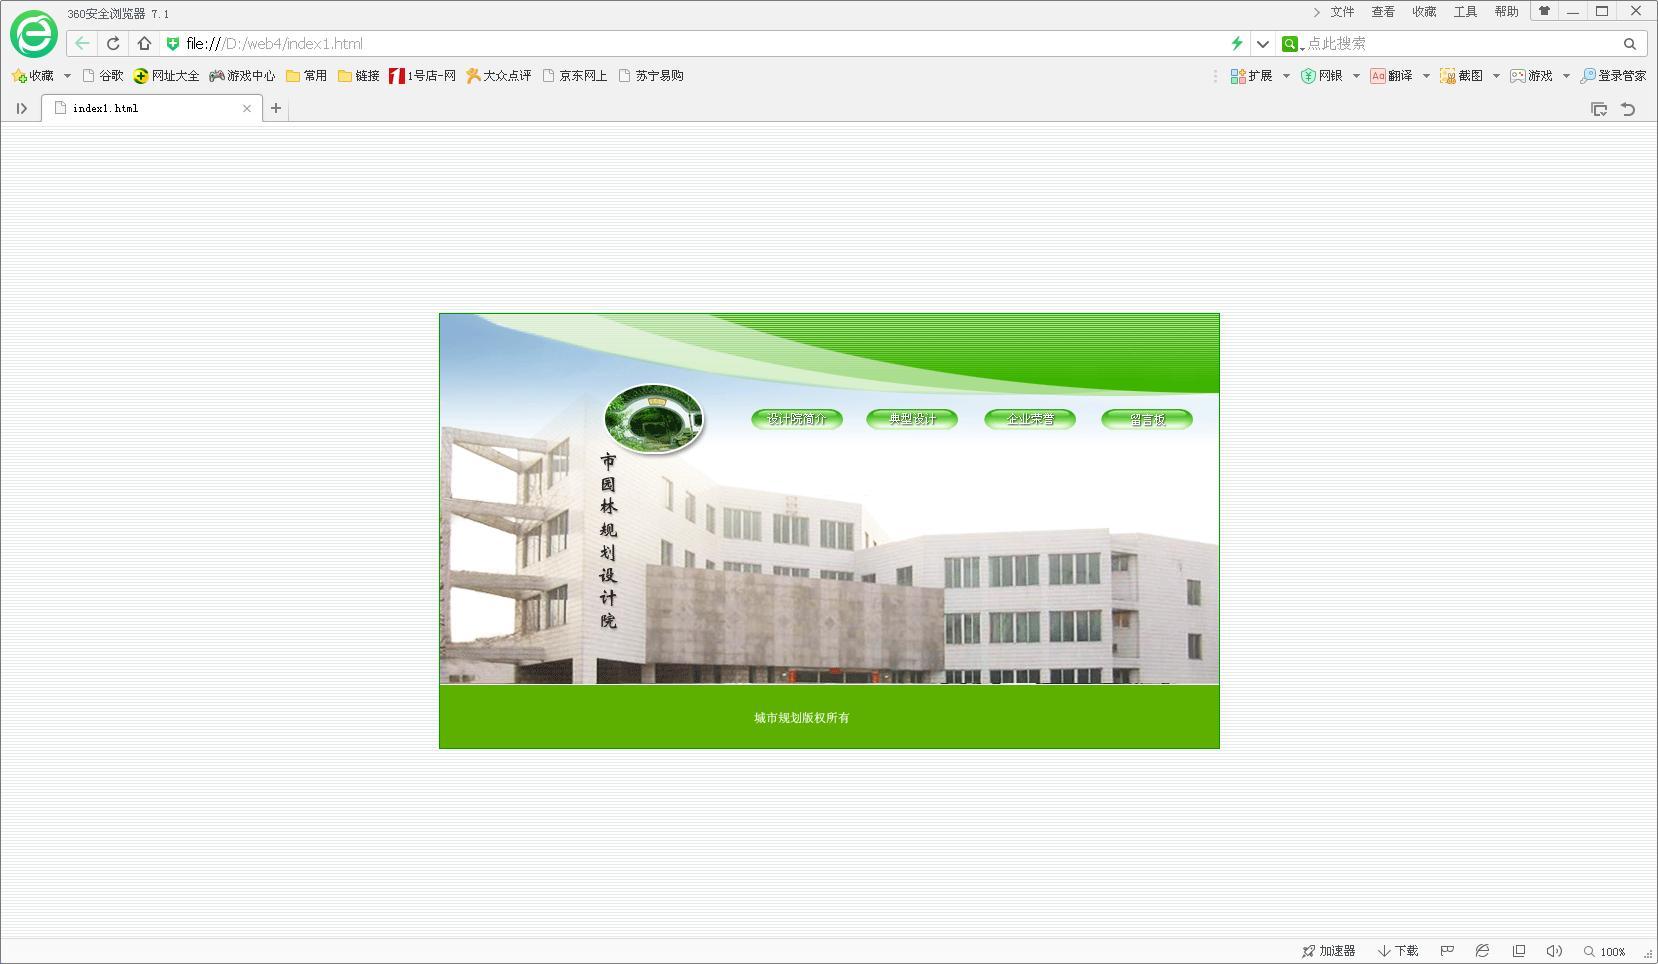 360安全浏览器 7.1
文件 查看 收藏 工具 帮助
file:///D:/web4/index1.html
点此搜索
收藏 谷歌 网址大全 游戏中心 常用 链接 1号店-网 大众点评 京东网上 苏宁易购
扩展 网银 Aa 翻译 截图 游戏 登录管家
index1.html
设计院简介 典型设计 企业荣誉 留言板
市园林规划设计院
城市规划版权所有
加速器 下载 100%